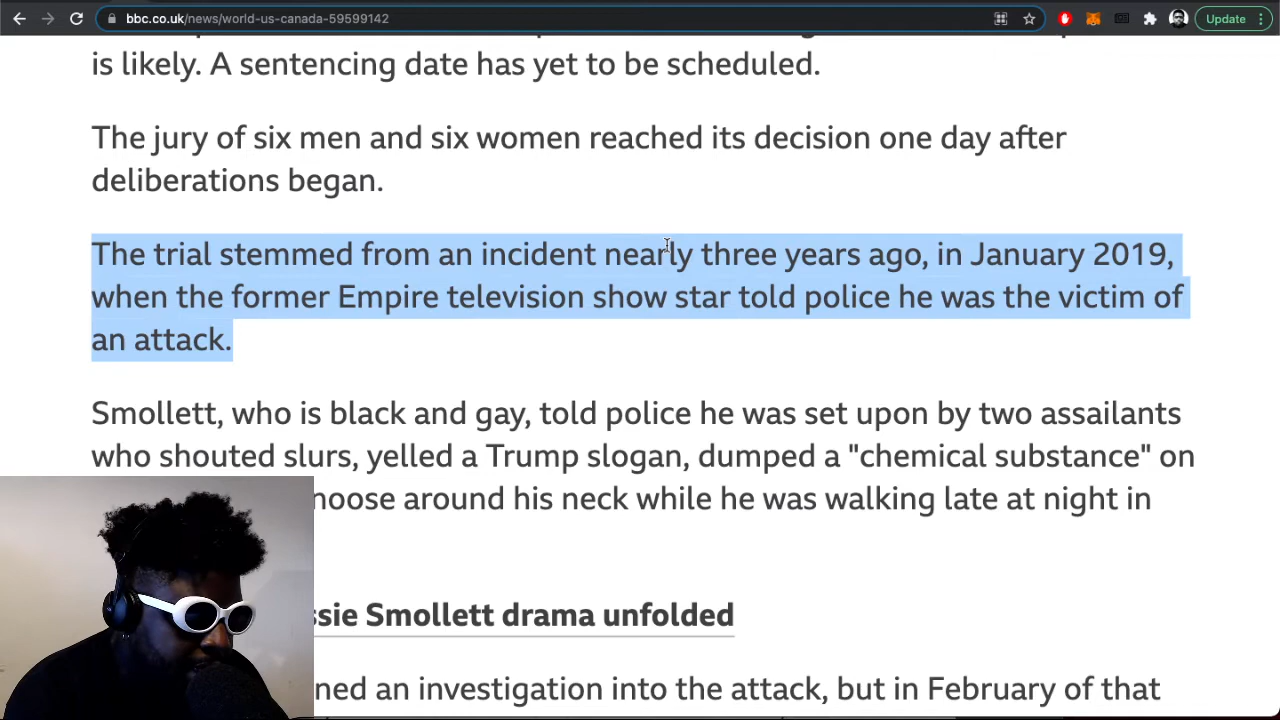 bbc.co.uk/news/world-us-canada-59599142
Update
is likely. A sentencing date has yet to be scheduled.
The jury of six men and six women reached its decision one day after
deliberations began.
The trial stemmed from an incident nearly three years ago, in January 2019,
when the former Empire television show star told police he was the victim of
an attack.
Smollett, who is black and gay, told police he was set upon by two assailants
who shouted slurs, yelled a Trump slogan, dumped a "chemical substance" on
noose around his neck while he was walking late at night in
ssie Smollett drama unfolded
ned an investigation into the attack, but in February of that